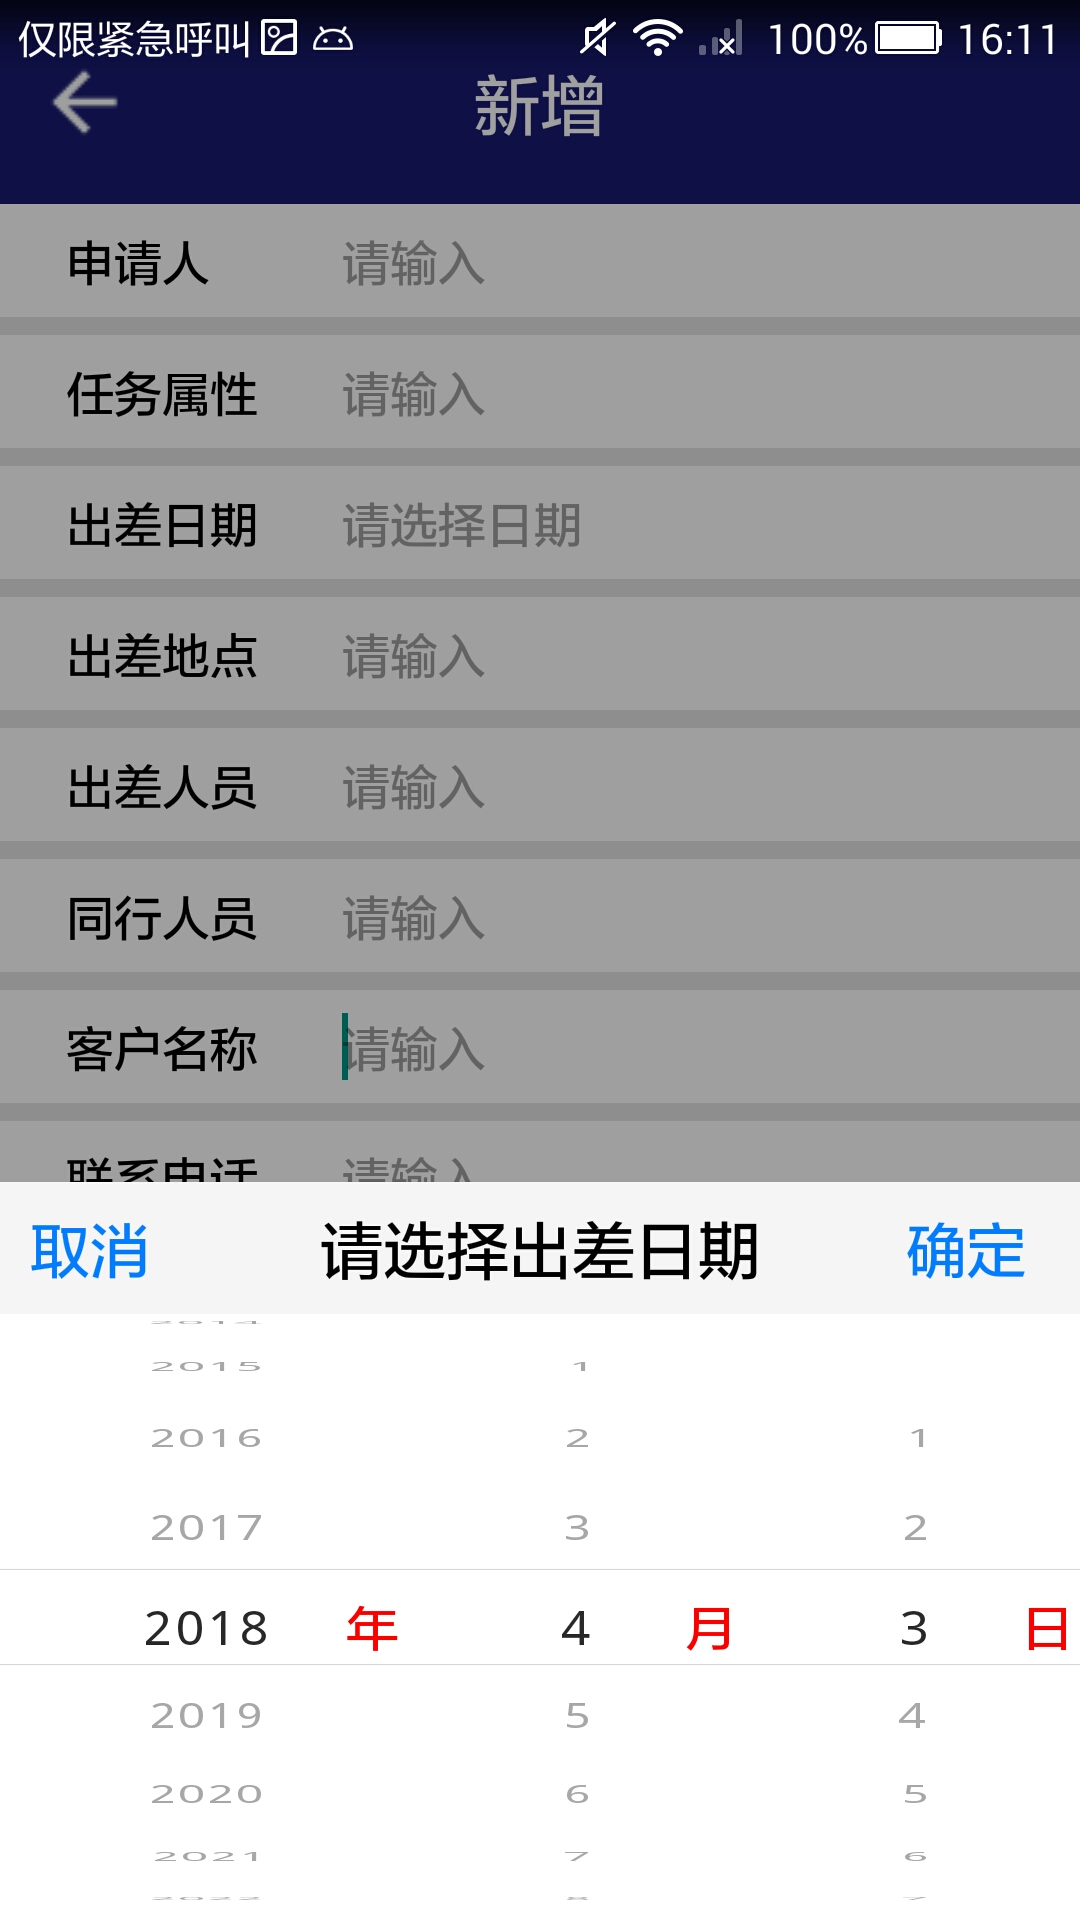 仅限紧急呼叫 100% 16:11
新增
申请人 请输入
任务属性 请输入
出差日期 请选择日期
出差地点 请输入
出差人员 请输入
同行人员 请输入
客户名称 请输入
联系电话 请输入
取消 请选择出差日期 确定
2014
2015 1
2016 2 1
2017 3 2
2018 年 4 月 3 日
2019 5 4
2020 6 5
2021 7 6
2022 8 7